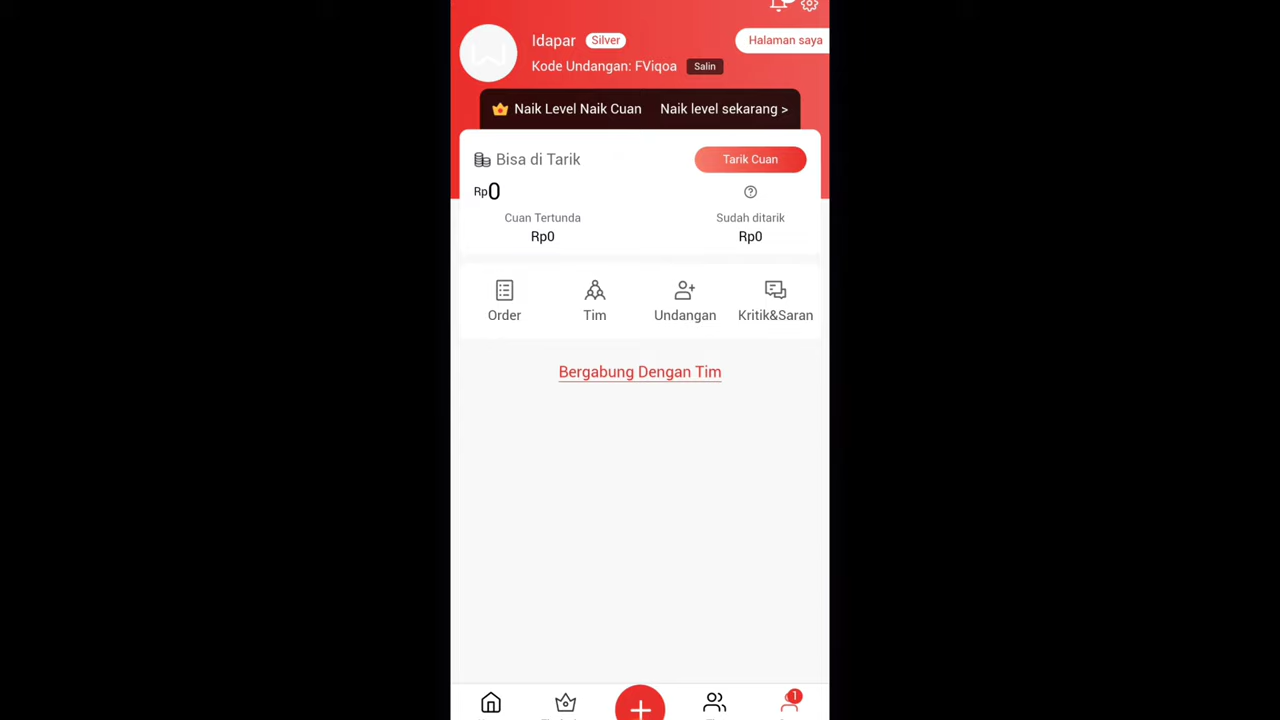 Idapar Silver Halaman saya
Kode Undangan: FViqoa Salin
Naik Level Naik Cuan Naik level sekarang >
Bisa di Tarik Tarik Cuan
Rp0
Cuan Tertunda Sudah ditarik
Rp0 Rp0
Order Tim Undangan Kritik&Saran
Bergabung Dengan Tim
1